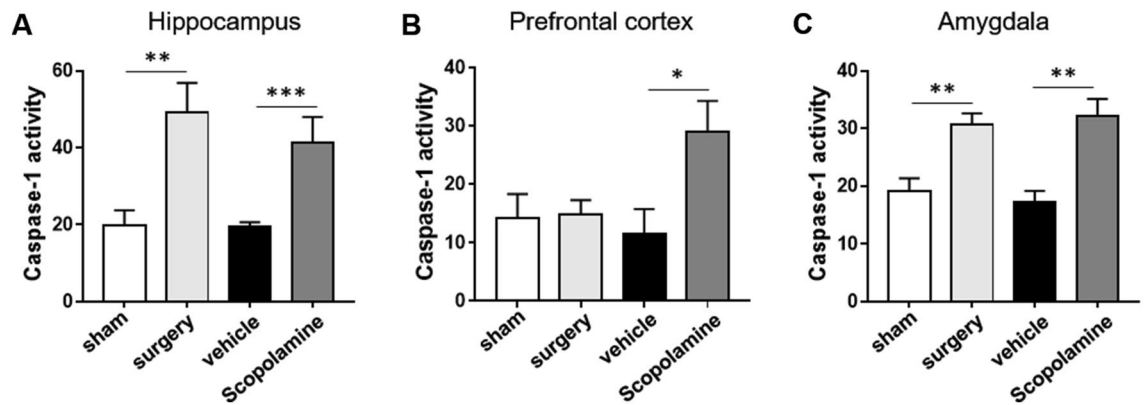 A
Hippocampus
Caspase-1 activity
60
40
20
0
**
***
sham
surgery
vehicle
Scopolamine
B
Prefrontal cortex
Caspase-1 activity
40
30
20
10
0
*
sham
surgery
vehicle
Scopolamine
C
Amygdala
Caspase-1 activity
40
30
20
10
0
**
**
sham
surgery
vehicle
Scopolamine